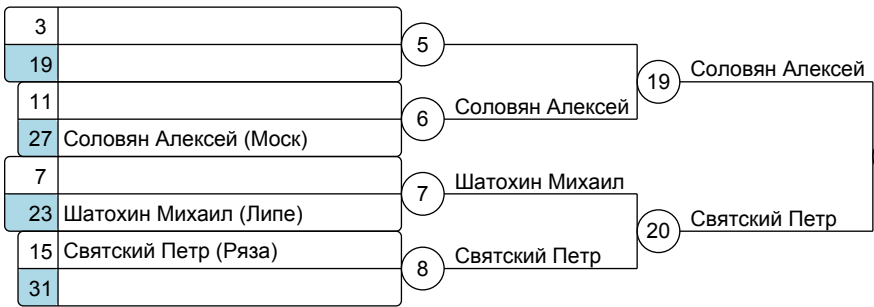 3
5
19
19 Соловян Алексей
11
6 Соловян Алексей
27 Соловян Алексей (Моск)
7
7 Шатохин Михаил
23 Шатохин Михаил (Липе)
20 Святский Петр
15 Святский Петр (Ряза)
8 Святский Петр
31